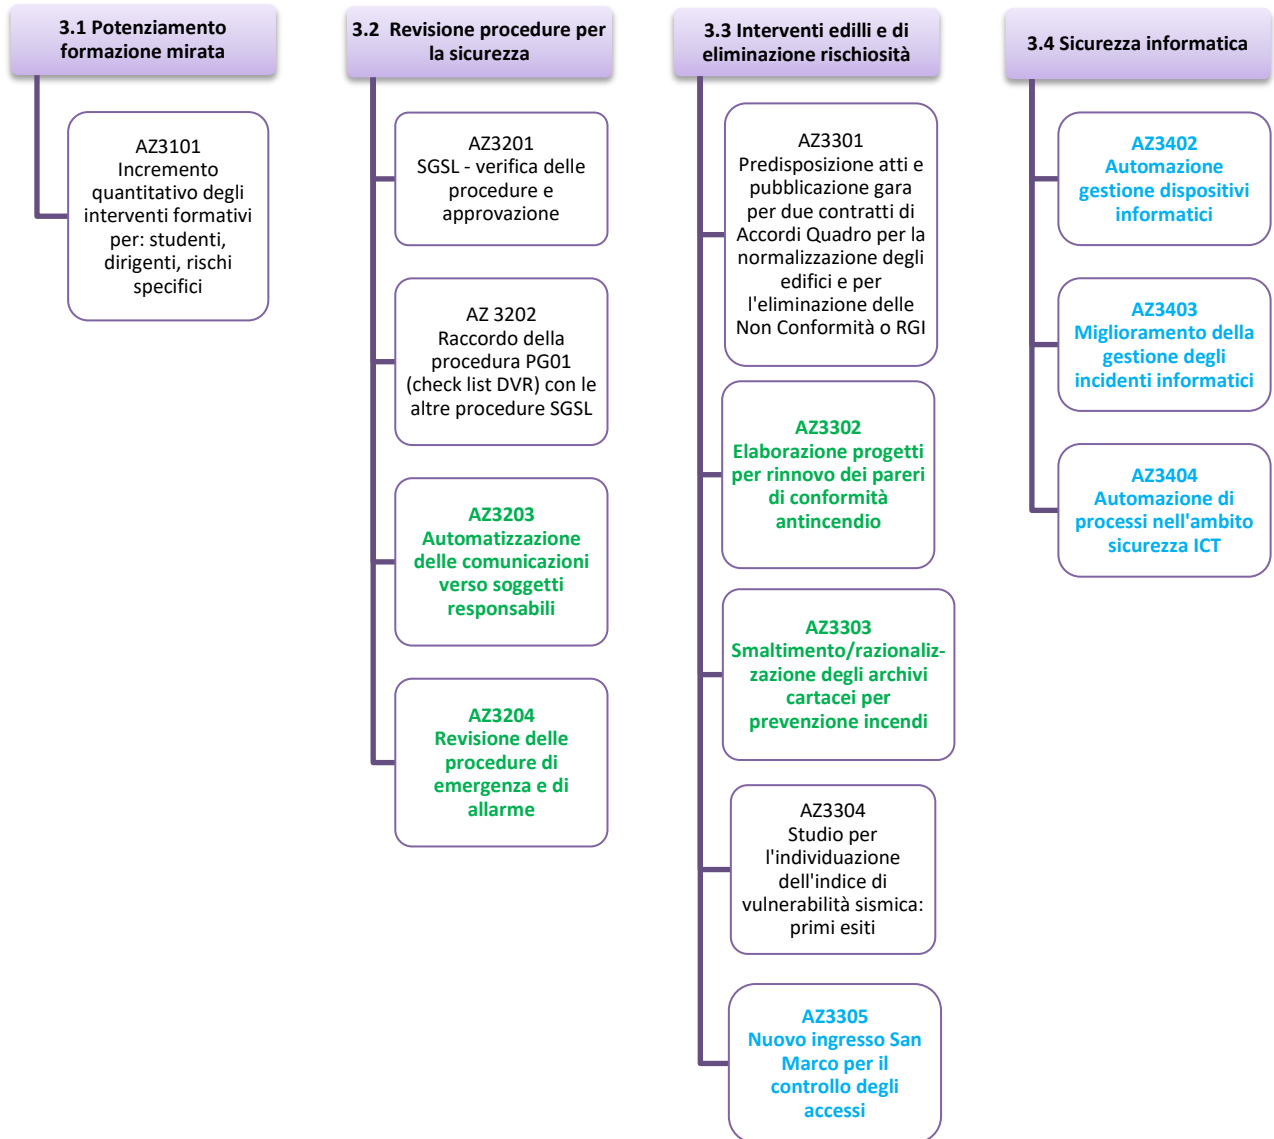 3.1 Potenziamento
formazione mirata
AZ3101
Incremento
quantitativo degli
interventi formativi
per: studenti,
dirigenti, rischi
specifici
3.2 Revisione procedure per
la sicurezza
AZ3201
SGSL - verifica delle
procedure e
approvazione
AZ 3202
Raccordo della
procedura PG01
(check list DVR) con le
altre procedure SGSL
AZ3203
Automatizzazione
delle comunicazioni
verso soggetti
responsabili
AZ3204
Revisione delle
procedure di
emergenza e di
allarme
3.3 Interventi edilli e di
eliminazione rischiosità
AZ3301
Predisposizione atti e
pubblicazione gara
per due contratti di
Accordi Quadro per la
normalizzazione degli
edifici e per
l'eliminazione delle
Non Conformità o RGI
AZ3302
Elaborazione progetti
per rinnovo dei pareri
di conformità
antincendio
AZ3303
Smaltimento/razionaliz-
zazione degli archivi
cartacei per
prevenzione incendi
AZ3304
Studio per
l'individuazione
dell'indice di
vulnerabilità sismica:
primi esiti
AZ3305
Nuovo ingresso San
Marco per il
controllo degli
accessi
3.4 Sicurezza informatica
AZ3402
Automazione
gestione dispositivi
informatici
AZ3403
Miglioramento della
gestione degli
incidenti informatici
AZ3404
Automazione di
processi nell'ambito
sicurezza ICT